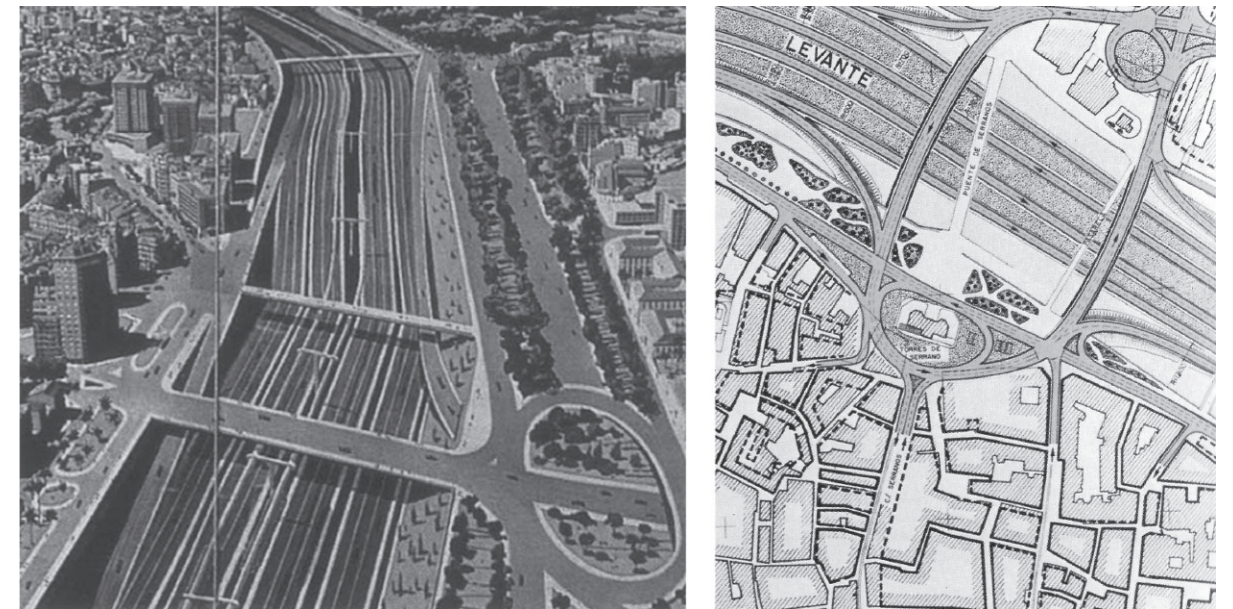 LEVANTE
PUENTE DE SERRANOS
TORRES DE
SERRANO
C/ SERRANOS